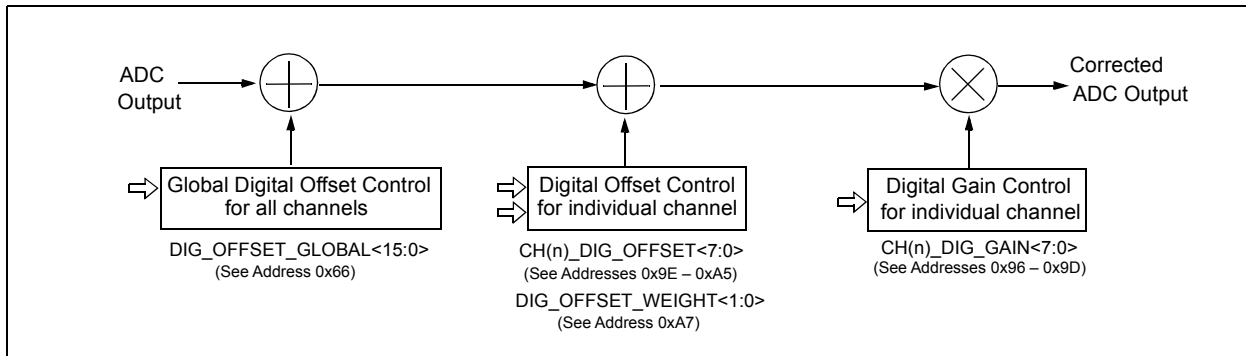 ADC
Output
Corrected
ADC Output
Global Digital Offset Control
for all channels
DIG_OFFSET_GLOBAL<15:0>
(See Address 0x66)
Digital Offset Control
for individual channel
CH(n)_DIG_OFFSET<7:0>
(See Addresses 0x9E – 0xA5)
DIG_OFFSET_WEIGHT<1:0>
(See Address 0xA7)
Digital Gain Control
for individual channel
CH(n)_DIG_GAIN<7:0>
(See Addresses 0x96 – 0x9D)